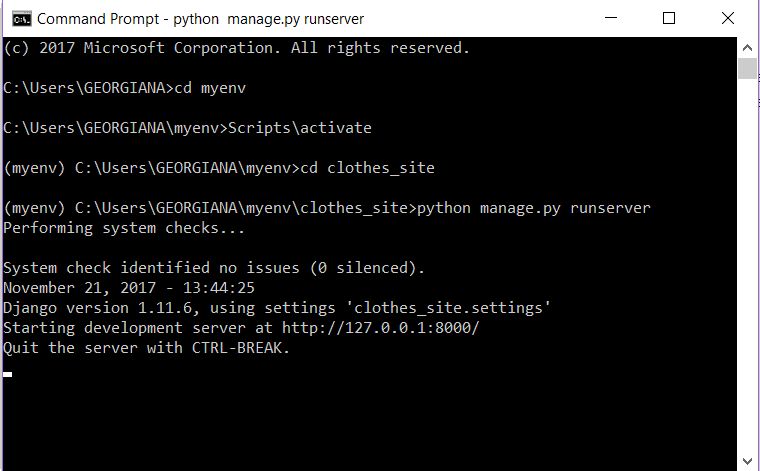 Command Prompt - python  manage.py runserver
(c) 2017 Microsoft Corporation. All rights reserved.
C:\Users\GEORGIANA>cd myenv
C:\Users\GEORGIANA\myenv>Scripts\activate
(myenv) C:\Users\GEORGIANA\myenv>cd clothes_site
(myenv) C:\Users\GEORGIANA\myenv\clothes_site>python manage.py runserver
Performing system checks...
System check identified no issues (0 silenced).
November 21, 2017 - 13:44:25
Django version 1.11.6, using settings 'clothes_site.settings'
Starting development server at http://127.0.0.1:8000/
Quit the server with CTRL-BREAK.